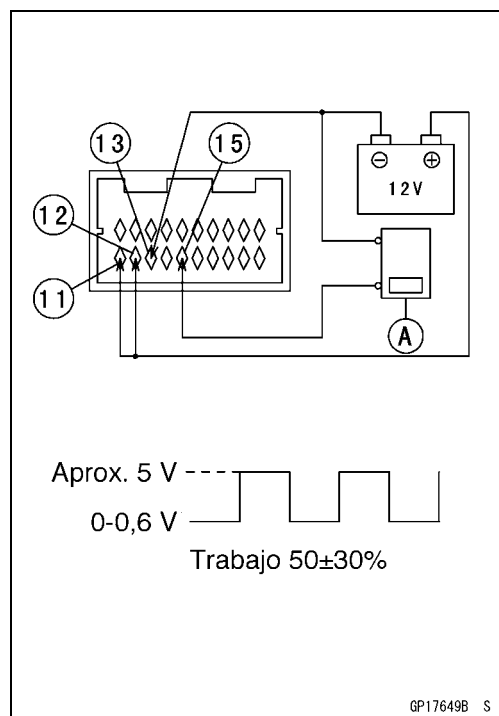 13
15
12
11
⊖ ⊕
12V
A
Aprox. 5 V
0-0,6 V
Trabajo 50±30%
GP17649B S